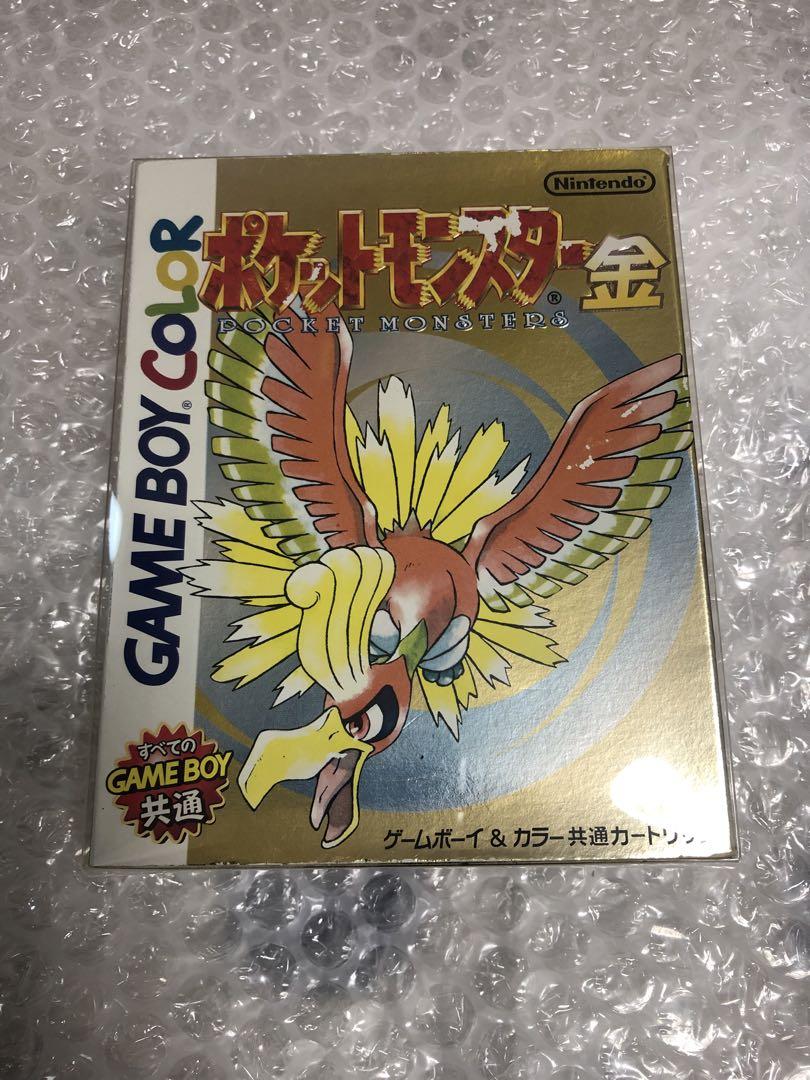 Nintendo
GAME BOY COLOR
ポケットモンスター金
POCKET MONSTERS
すべての
GAME BOY
共通
ゲームボーイ & カラー共通カートリッジ